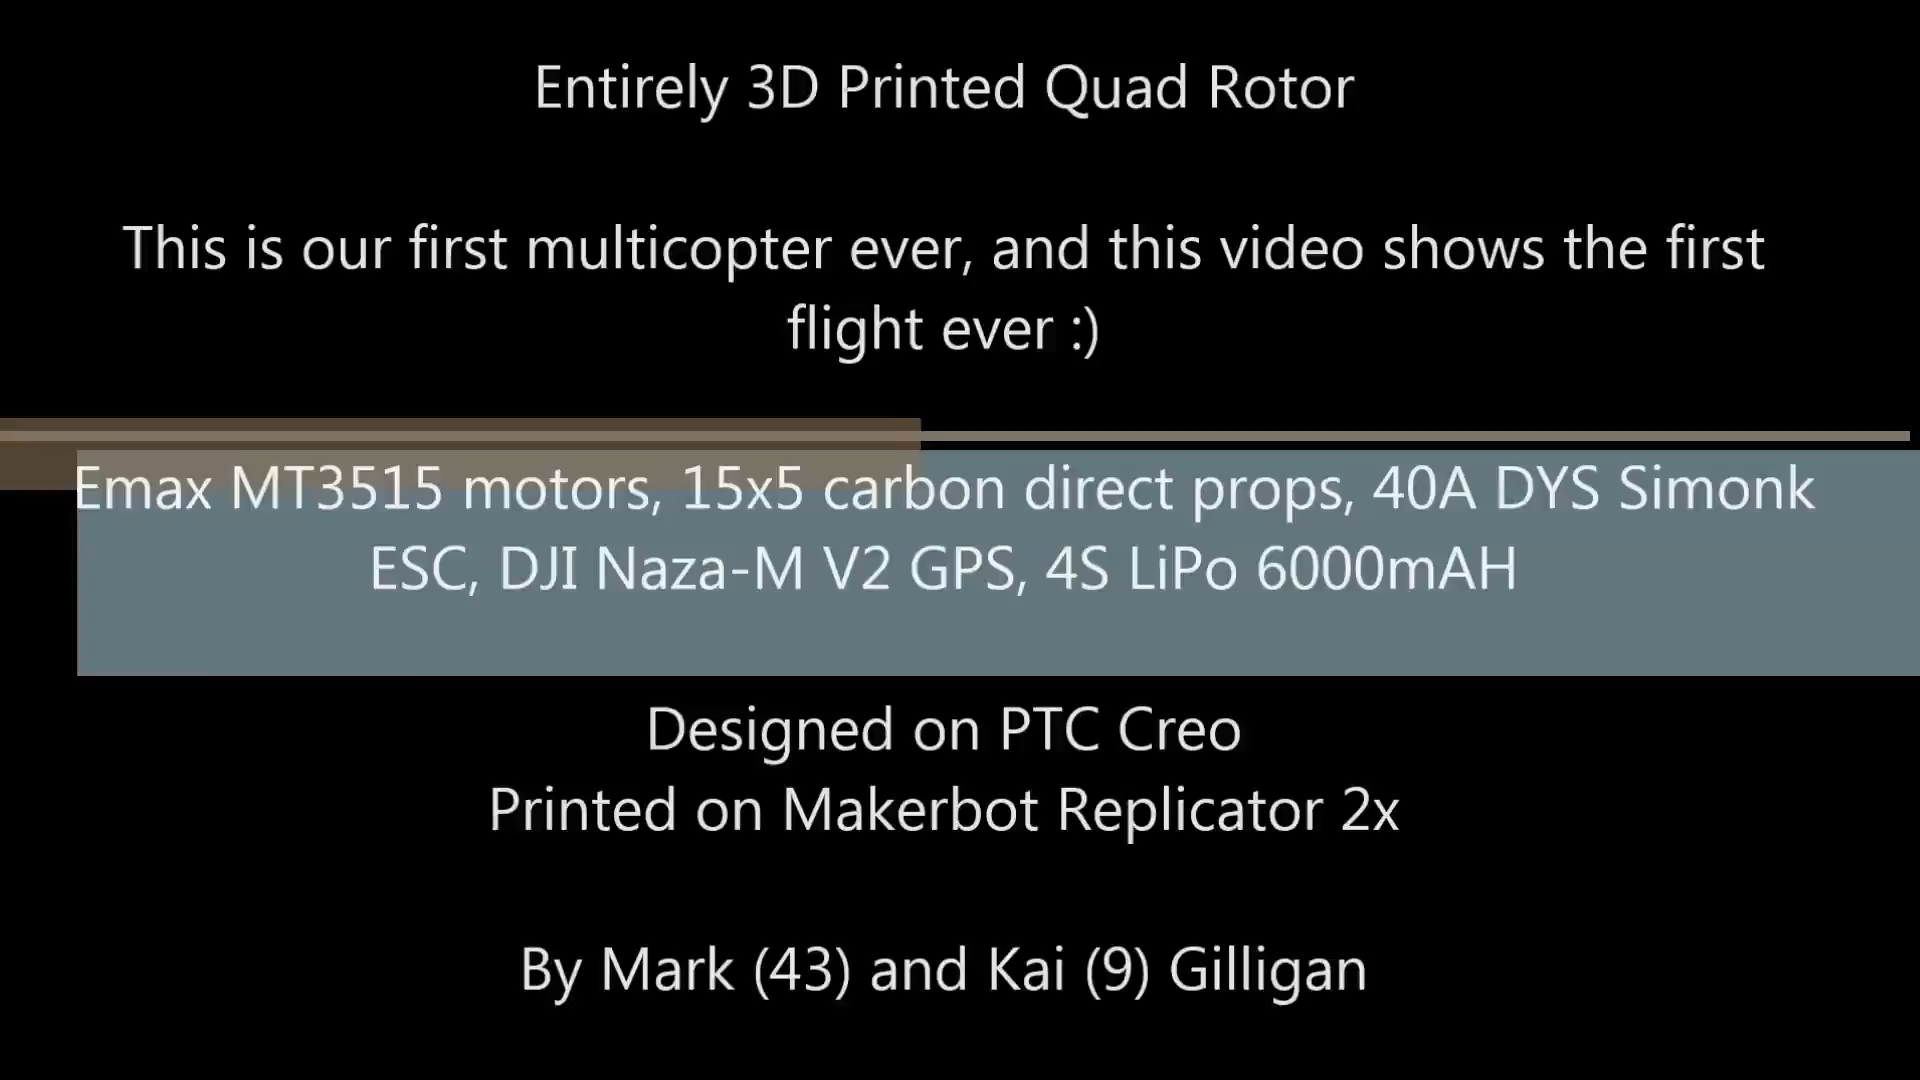 Entirely 3D Printed Quad Rotor
This is our first multicopter ever, and this video shows the first
flight ever :)
Emax MT3515 motors, 15x5 carbon direct props, 40A DYS Simonk
ESC, DJI Naza-M V2 GPS, 4S LiPo 6000mAH
Designed on PTC Creo
Printed on Makerbot Replicator 2x
By Mark (43) and Kai (9) Gilligan